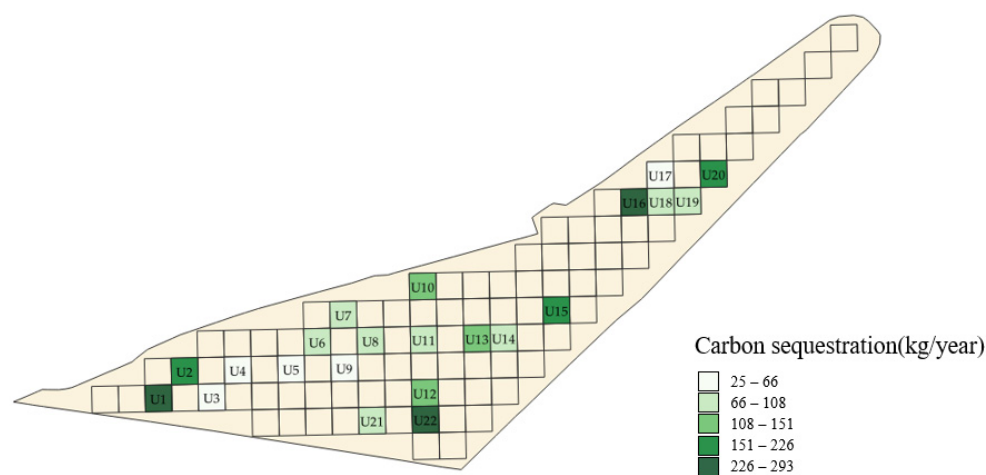 U17 U20
U16 U18 U19
U10
U7 U15
U6 U8 U11 U13 U14
U2 U4 U5 U9
U1 U3 U12
U21 U22
Carbon sequestration(kg/year)
25 – 66
66 – 108
108 – 151
151 – 226
226 – 293